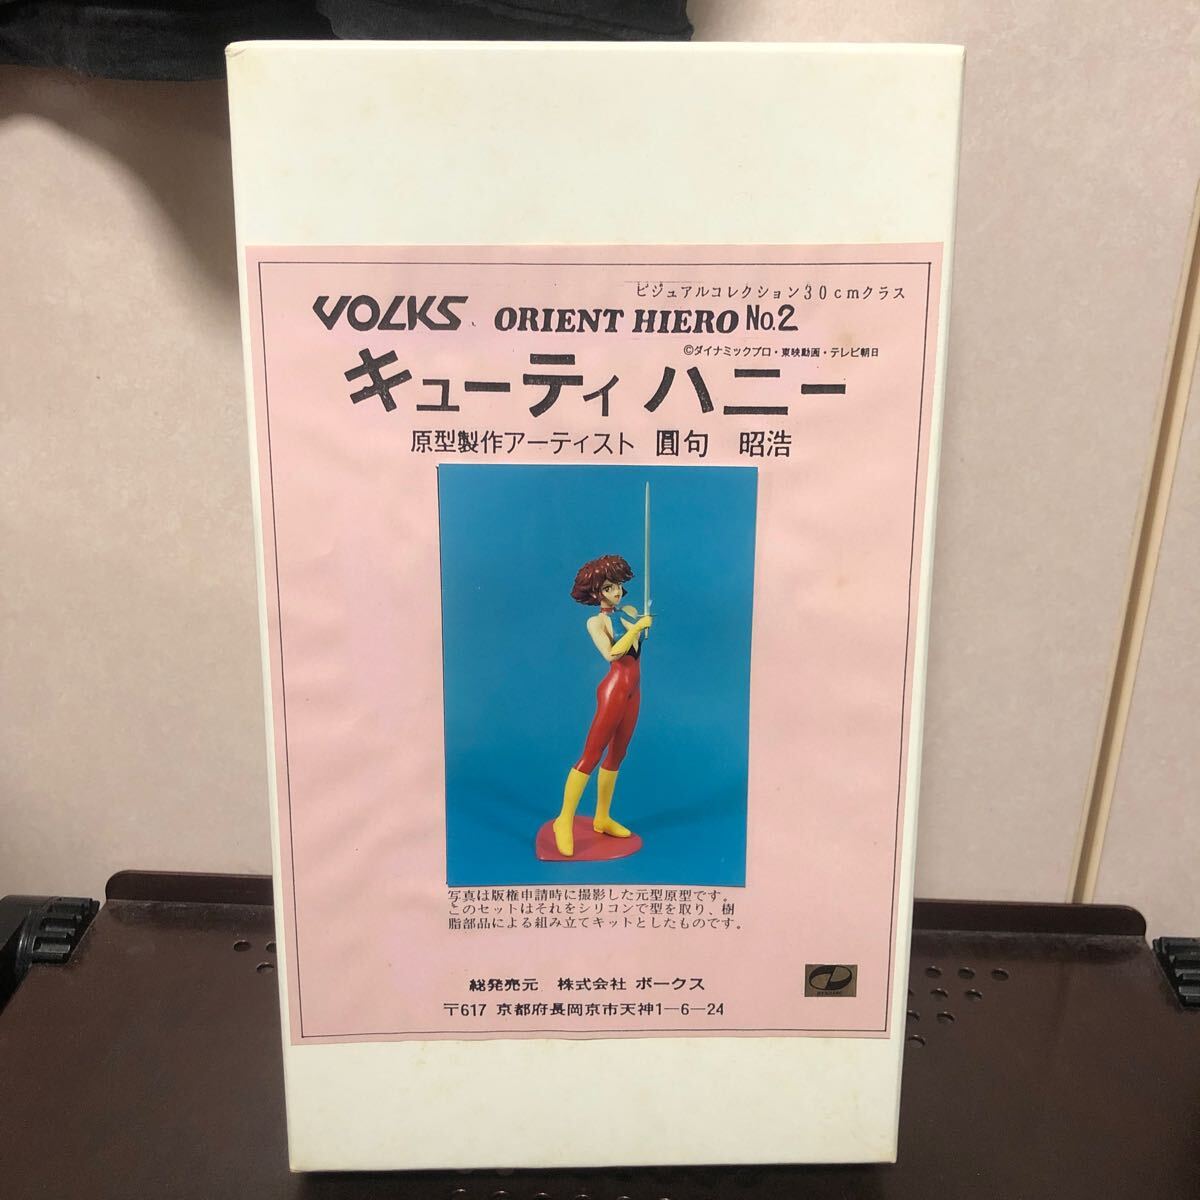 ビジュアルコレクション30cmクラス
VOLKS ORIENT HIERO No.2
©ダイナミックプロ・東映動画・テレビ朝日
キューティ ハニー
原型製作アーティスト 圓句 昭浩
写真は版権申請時に撮影した元型原型です。
このセットはそれをシリコンで型を取り、樹
脂部品による組み立てキットとしたものです。
総発売元 株式会社 ボークス
〒617 京都府長岡京市天神1-6-24